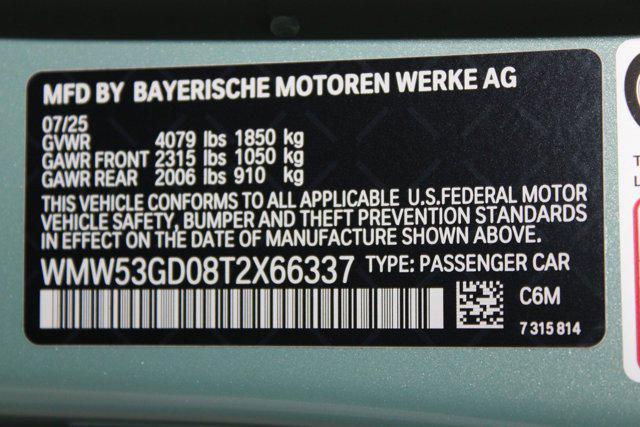 MFD BY BAYERISCHE MOTOREN WERKE AG
07/25
GVWR 4079 lbs 1850 kg
GAWR FRONT 2315 lbs 1050 kg
GAWR REAR 2006 lbs 910 kg
THIS VEHICLE CONFORMS TO ALL APPLICABLE U.S.FEDERAL MOTOR
VEHICLE SAFETY, BUMPER AND THEFT PREVENTION STANDARDS
IN EFFECT ON THE DATE OF MANUFACTURE SHOWN ABOVE.
WMW53GD08T2X66337 TYPE: PASSENGER CAR
C6M
7 315 814